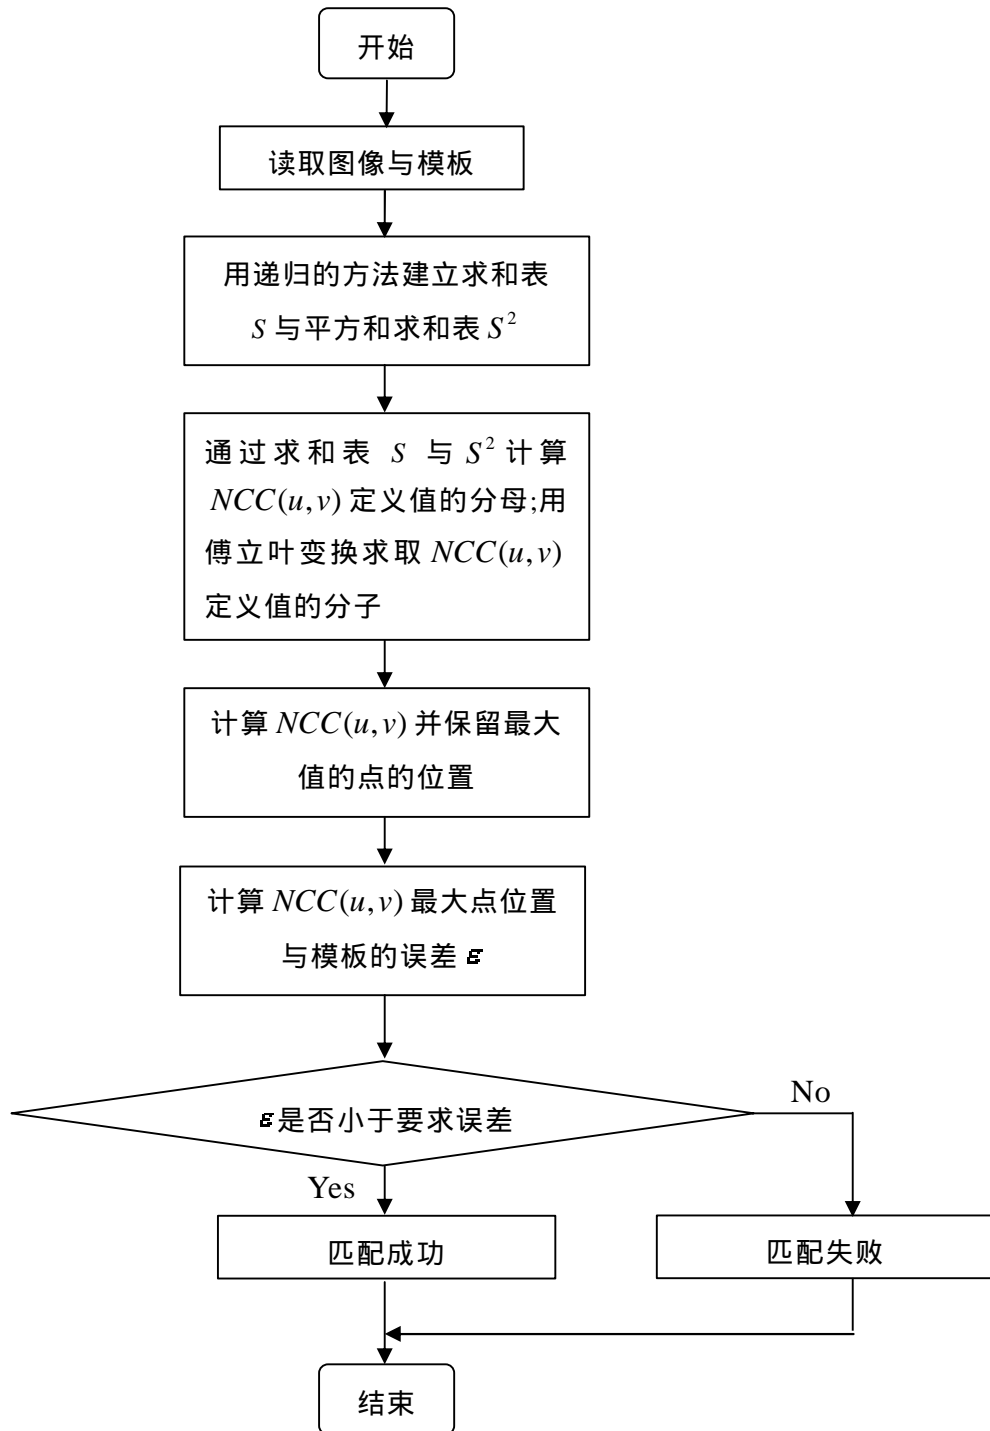 开始
读取图像与模板
用递归的方法建立求和表
S 与平方和求和表 S²
通过求和表 S 与 S² 计算
NCC(u,v) 定义值的分母;用
傅立叶变换求取 NCC(u,v)
定义值的分子
计算 NCC(u,v) 并保留最大
值的点的位置
计算 NCC(u,v) 最大点位置
与模板的误差 ε
ε是否小于要求误差
No
Yes
匹配成功
匹配失败
结束